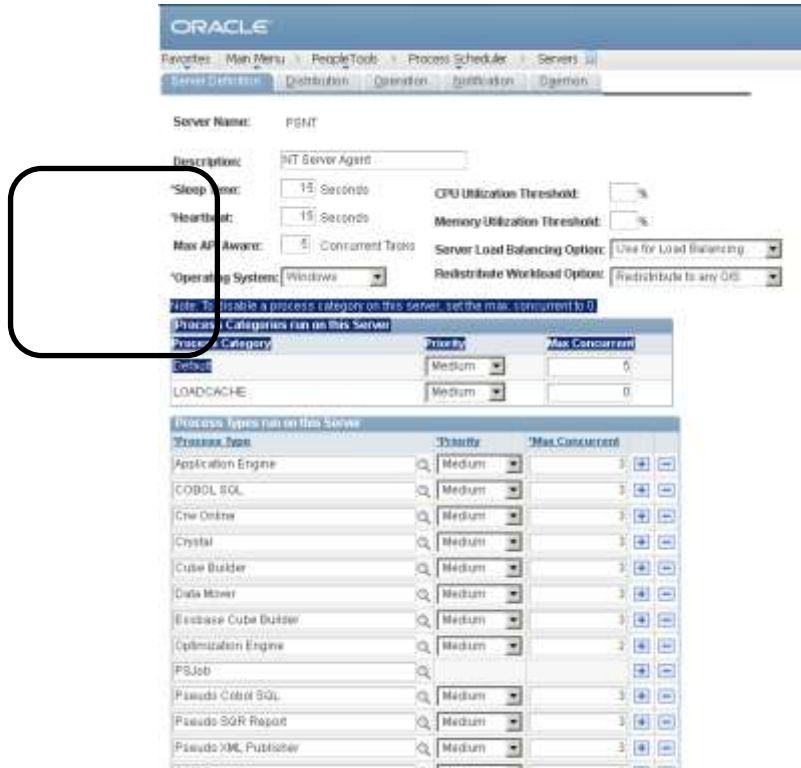 ORACLE
Favorites Main Menu PeopleTools Process Scheduler Servers
Server Definition Distribution Operation Notification Daemon
Server Name: PSNT
Description: NT Server Agent
*Sleep Time: 15 Seconds CPU Utilization Threshold: %
*Heartbeat: 15 Seconds Memory Utilization Threshold: %
Max API Aware: 5 Concurrent Tasks Server Load Balancing Option: Use for Load Balancing
*Operating System: Windows Redistribute Workload Option: Redistribute to any O/S
Note: To disable a process category on this server, set the max. concurrent to 0.
Process Categories run on this Server
Process Category Priority Max Concurrent
Default Medium 5
LOADCACHE Medium 0
Process Types run on this Server
*Process Type *Priority *Max Concurrent
Application Engine Medium 3
COBOL SQL Medium 3
Crw Online Medium 3
Crystal Medium 3
Cube Builder Medium 3
Data Mover Medium 3
Essbase Cube Builder Medium 3
Optimization Engine Medium 2
PSJob
Pseudo Cobol SQL Medium 3
Pseudo SQR Report Medium 3
Pseudo XML Publisher Medium 3